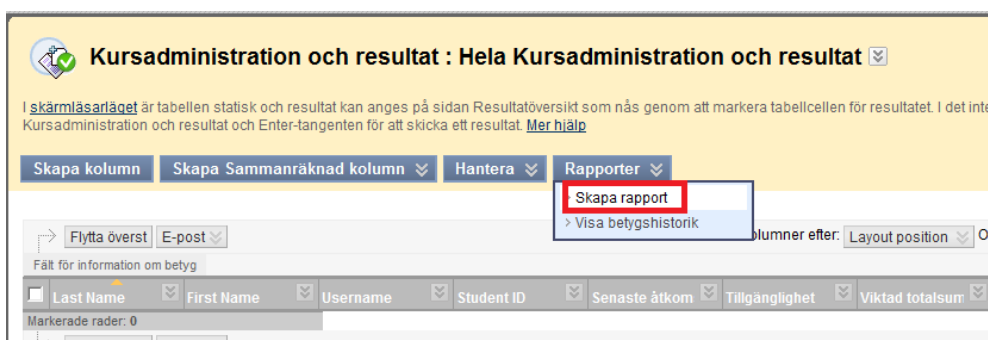 Kursadministration och resultat : Hela Kursadministration och resultat
I skärmläsarläget är tabellen statisk och resultat kan anges på sidan Resultatöversikt som nås genom att markera tabellcellen för resultatet. I det
Kursadministration och resultat och Enter-tangenten för att skicka ett resultat. Mer hjälp
Skapa kolumn Skapa Sammanräknad kolumn Hantera Rapporter
> Skapa rapport
> Visa betygshistorik
Flytta överst E-post efter: Layout position
Fält för information om betyg
Last Name First Name Username Student ID Senaste åtkom Tillgänglighet Viktad totalsum
Markerade rader: 0